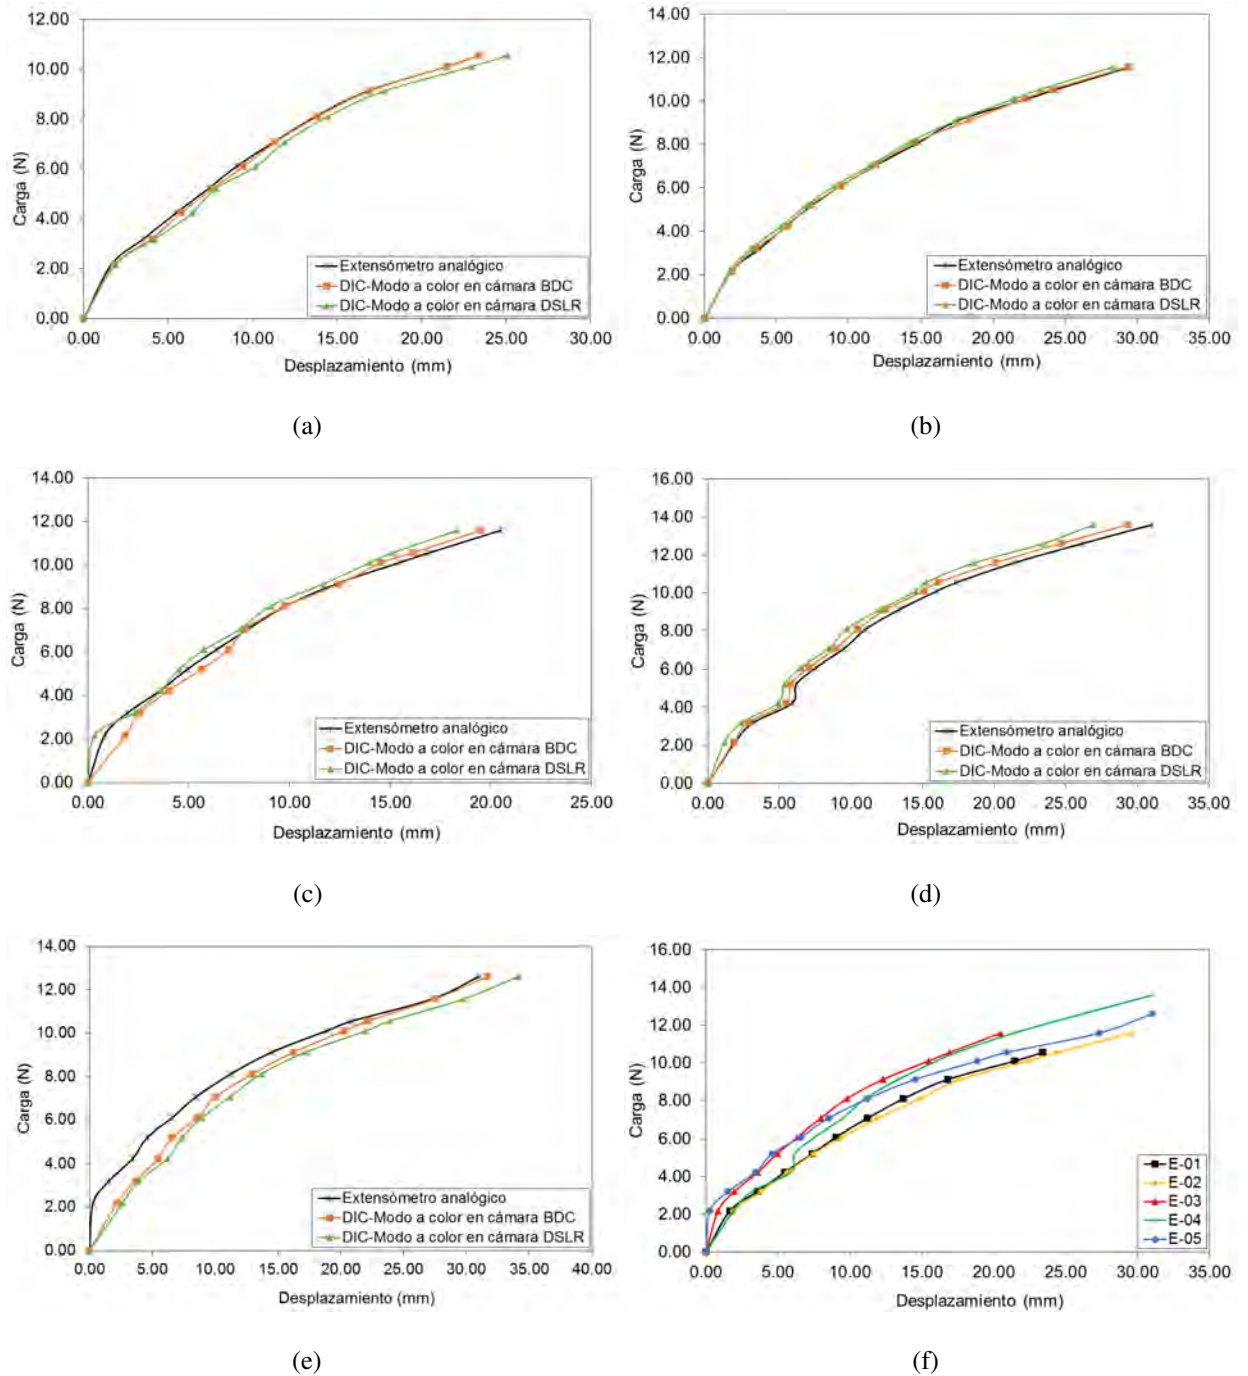 12.00
10.00
8.00
6.00
4.00
2.00
0.00
Carga (N)
Extensómetro analógico
DIC-Modo a color en cámara BDC
DIC-Modo a color en cámara DSLR
0.00 5.00 10.00 15.00 20.00 25.00 30.00
Desplazamiento (mm)
(a)
14.00
12.00
10.00
8.00
6.00
4.00
2.00
0.00
Carga (N)
Extensómetro analógico
DIC-Modo a color en cámara BDC
DIC-Modo a color en cámara DSLR
0.00 5.00 10.00 15.00 20.00 25.00 30.00 35.00
Desplazamiento (mm)
(b)
14.00
12.00
10.00
8.00
6.00
4.00
2.00
0.00
Carga (N)
Extensómetro analógico
DIC-Modo a color en cámara BDC
DIC-Modo a color en cámara DSLR
0.00 5.00 10.00 15.00 20.00 25.00
Desplazamiento (mm)
(c)
16.00
14.00
12.00
10.00
8.00
6.00
4.00
2.00
0.00
Carga (N)
Extensómetro analógico
DIC-Modo a color en cámara BDC
DIC-Modo a color en cámara DSLR
0.00 5.00 10.00 15.00 20.00 25.00 30.00 35.00
Desplazamiento (mm)
(d)
14.00
12.00
10.00
8.00
6.00
4.00
2.00
0.00
Carga (N)
Extensómetro analógico
DIC-Modo a color en cámara BDC
DIC-Modo a color en cámara DSLR
0.00 5.00 10.00 15.00 20.00 25.00 30.00 35.00 40.00
Desplazamiento (mm)
(e)
16.00
14.00
12.00
10.00
8.00
6.00
4.00
2.00
0.00
Carga (N)
E-01
E-02
E-03
E-04
E-05
0.00 5.00 10.00 15.00 20.00 25.00 30.00 35.00
Desplazamiento (mm)
(f)